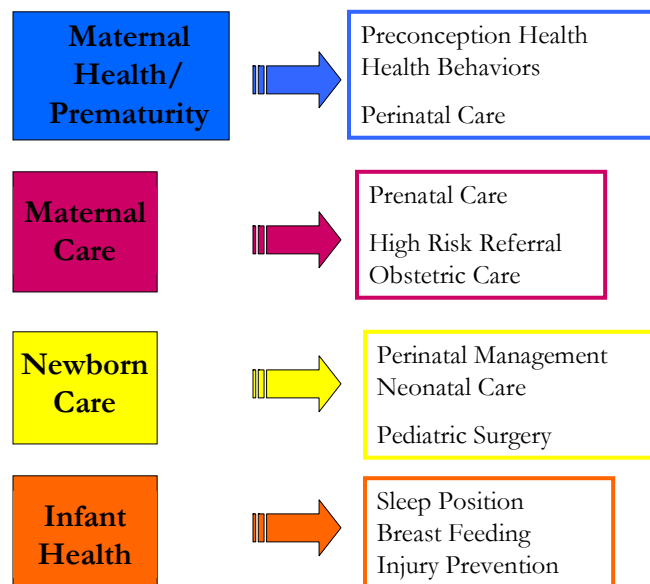 Maternal
Health/
Prematurity
Preconception Health
Health Behaviors
Perinatal Care
Maternal
Care
Prenatal Care
High Risk Referral
Obstetric Care
Newborn
Care
Perinatal Management
Neonatal Care
Pediatric Surgery
Infant
Health
Sleep Position
Breast Feeding
Injury Prevention